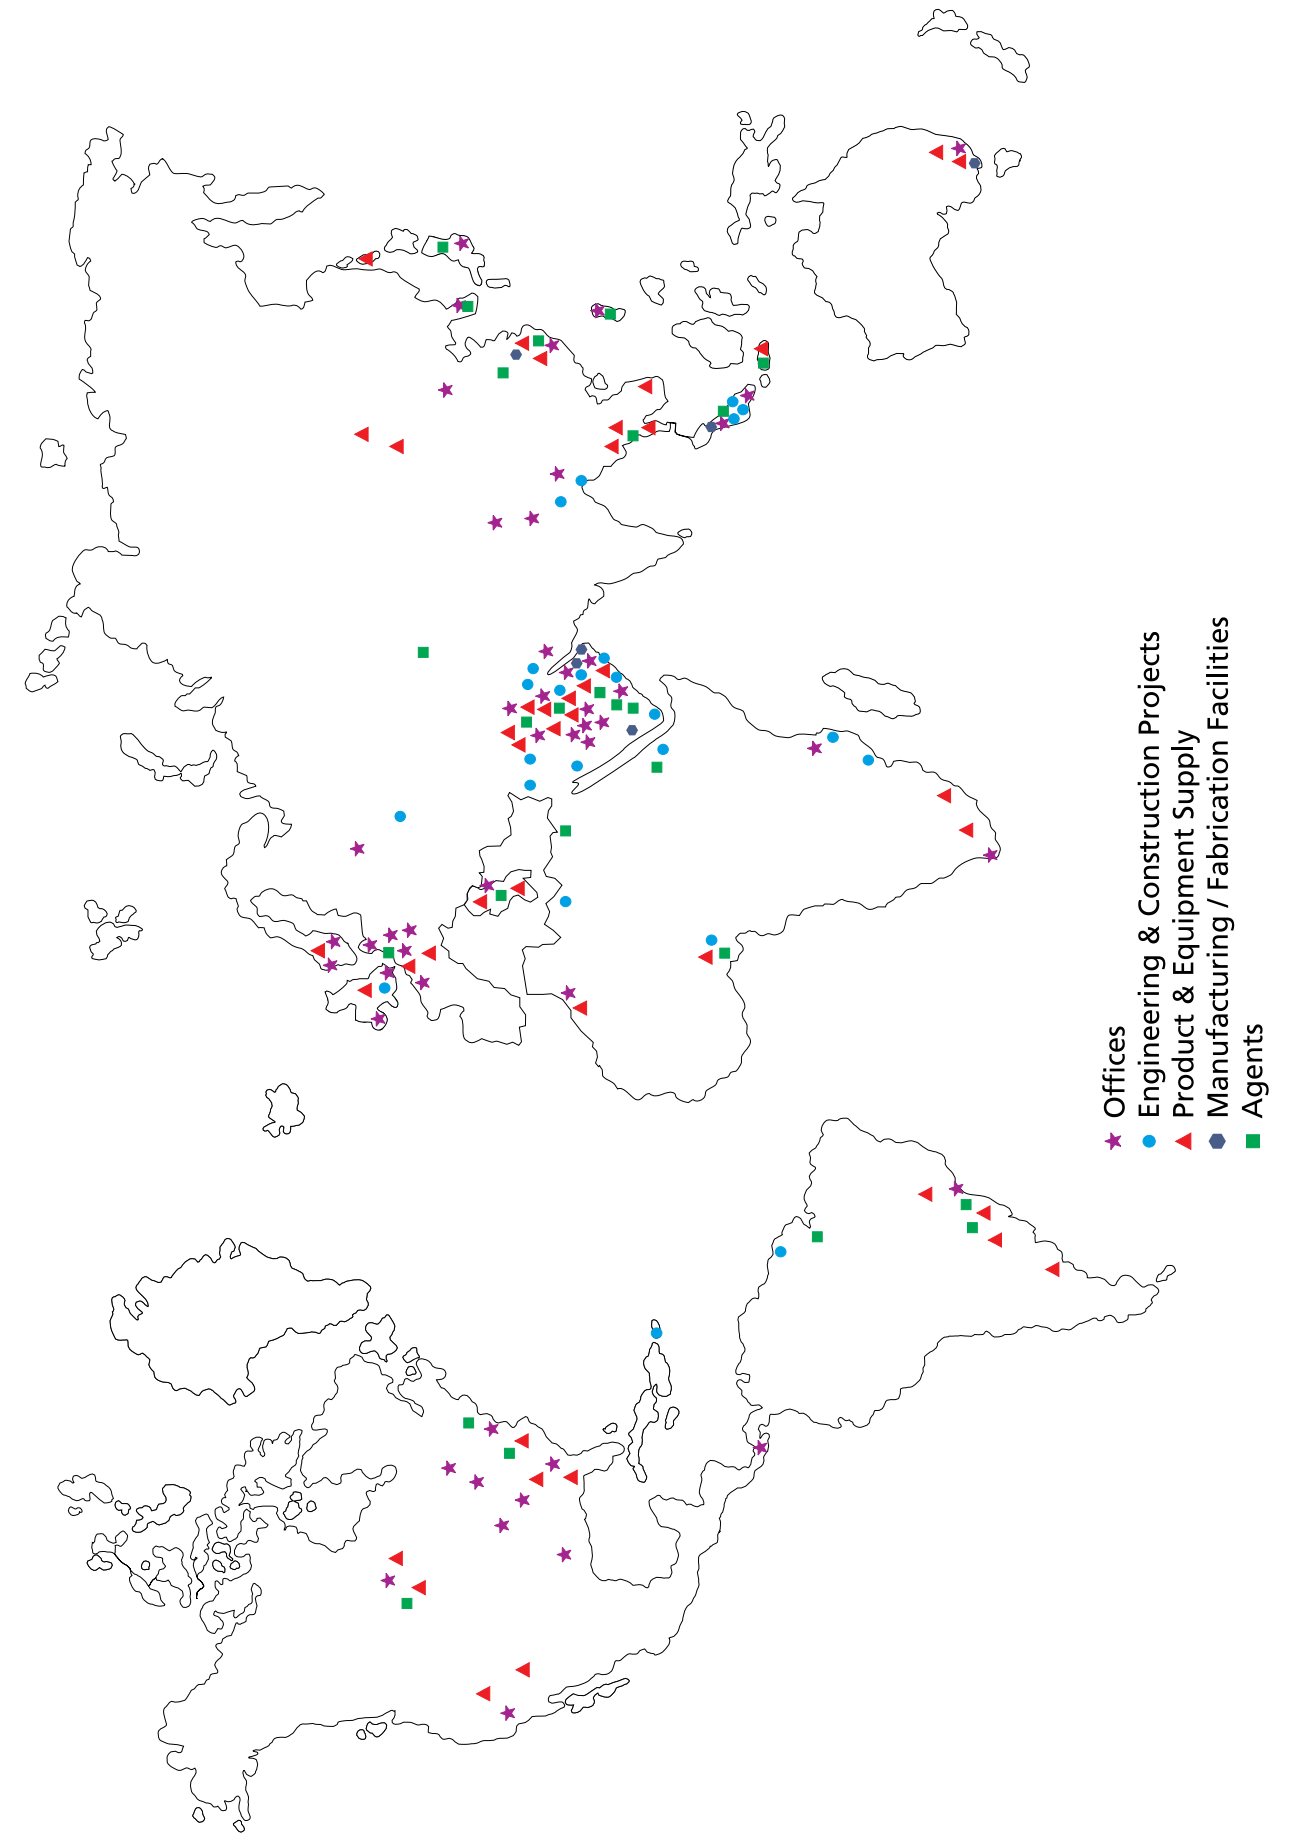 Offices
Engineering & Construction Projects
Product & Equipment Supply
Manufacturing / Fabrication Facilities
Agents